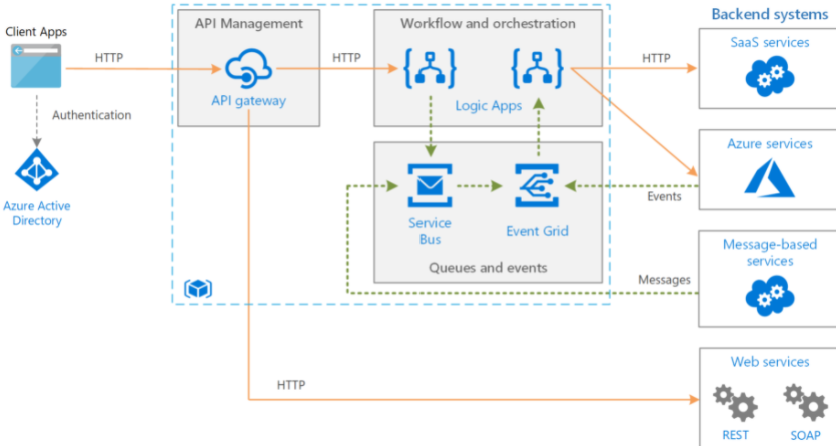 Client Apps
HTTP
Authentication
Azure Active
Directory
API Management
API gateway
HTTP
Workflow and orchestration
Logic Apps
Service
Bus
Event Grid
Queues and events
Backend systems
HTTP
SaaS services
Azure services
Events
Message-based
services
Messages
Web services
HTTP
REST
SOAP